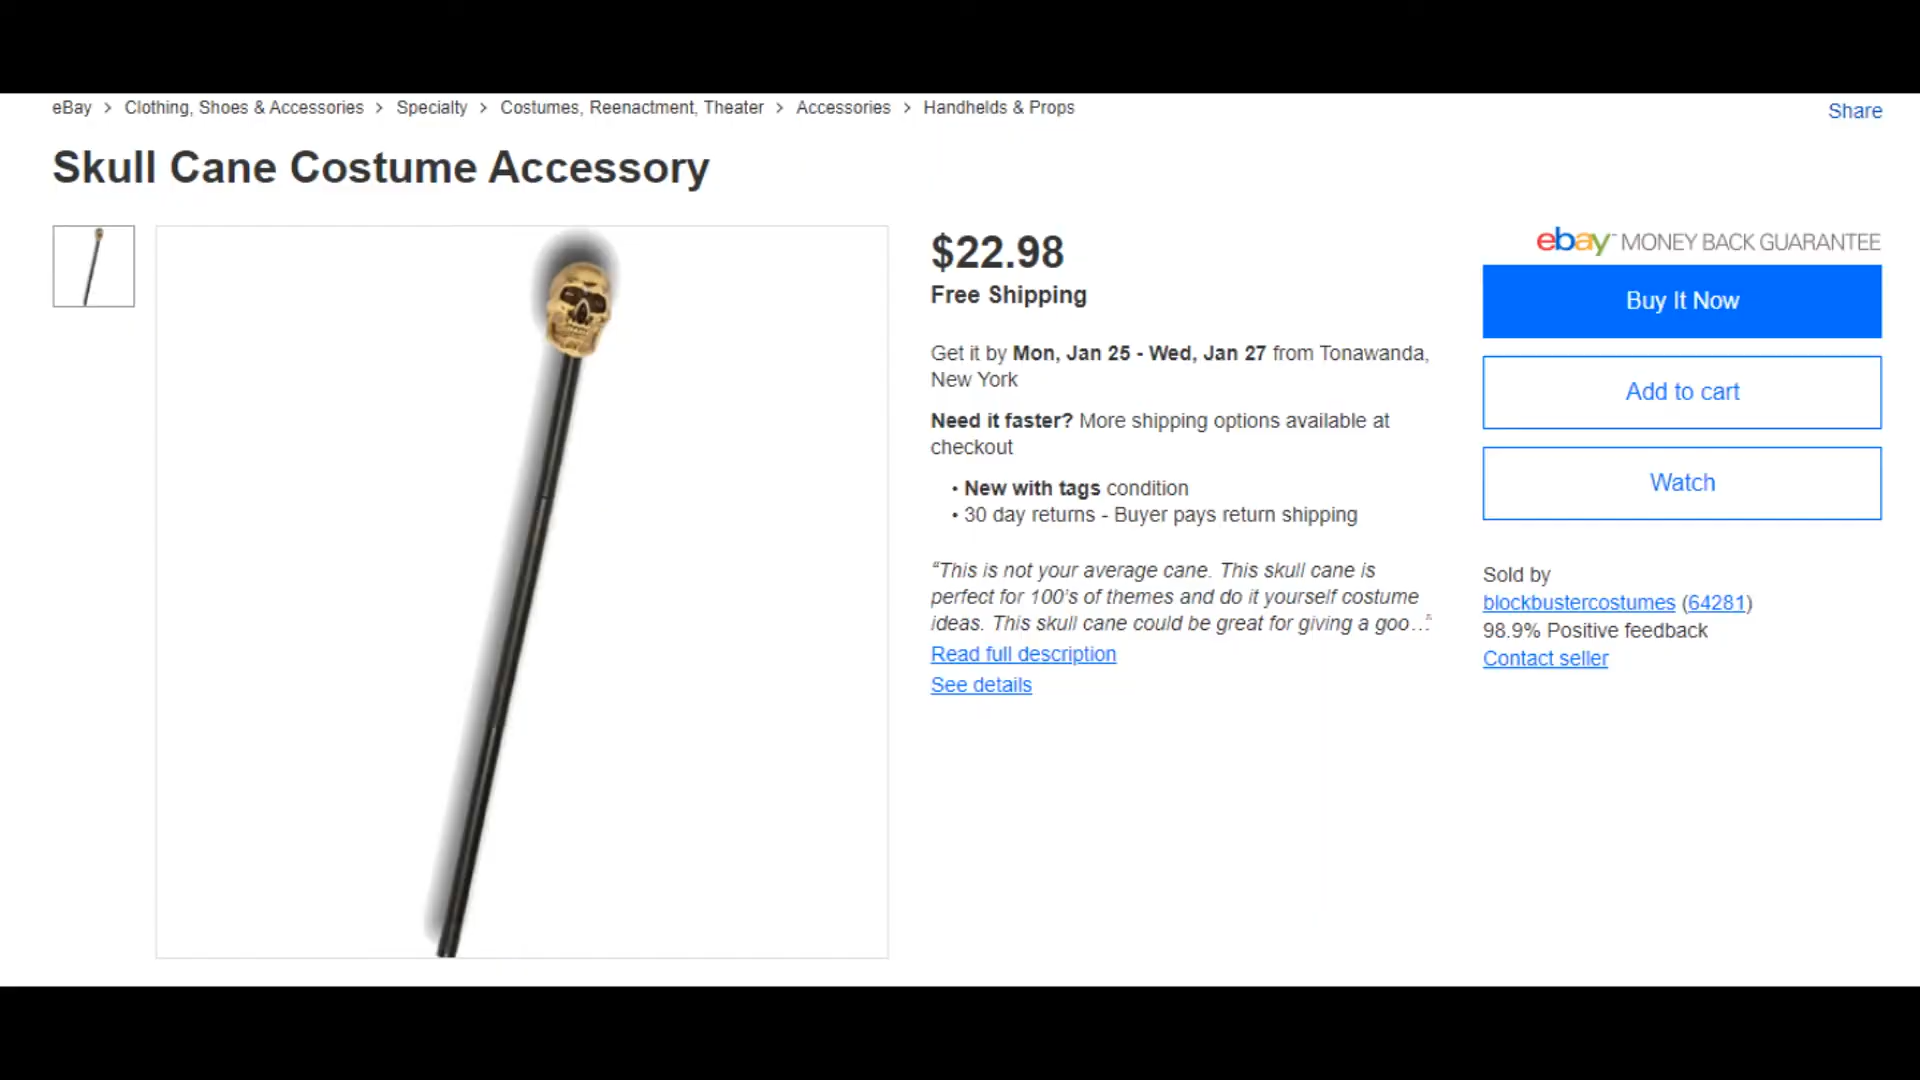 eBay > Clothing, Shoes & Accessories > Specialty > Costumes, Reenactment, Theater > Accessories > Handhelds & Props
Share
Skull Cane Costume Accessory
$22.98
Free Shipping
Get it by Mon, Jan 25 - Wed, Jan 27 from Tonawanda,
New York
Need it faster? More shipping options available at
checkout
• New with tags condition
• 30 day returns - Buyer pays return shipping
“This is not your average cane. This skull cane is
perfect for 100’s of themes and do it yourself costume
ideas. This skull cane could be great for giving a goo…”
Read full description
See details
ebay™ MONEY BACK GUARANTEE
Buy It Now
Add to cart
Watch
Sold by
blockbustercostumes (64281)
98.9% Positive feedback
Contact seller